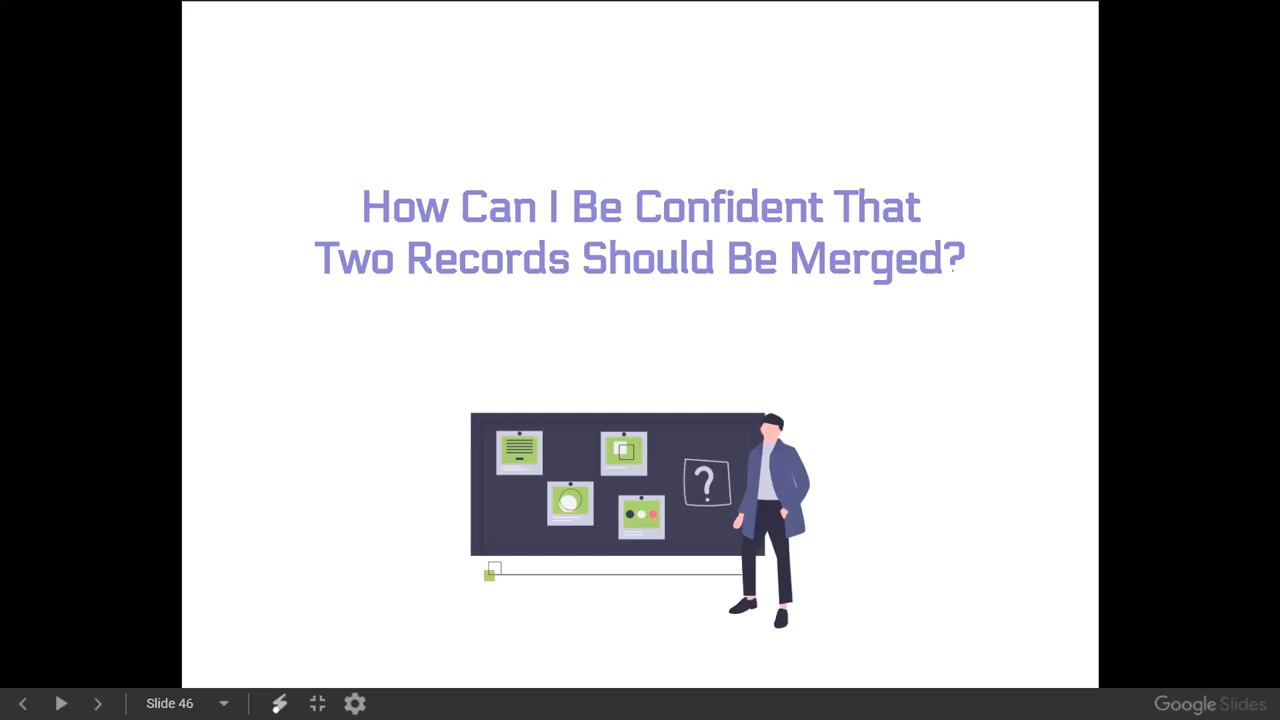 How Can I Be Confident That
Two Records Should Be Merged?
?
Slide 46
Google Slides